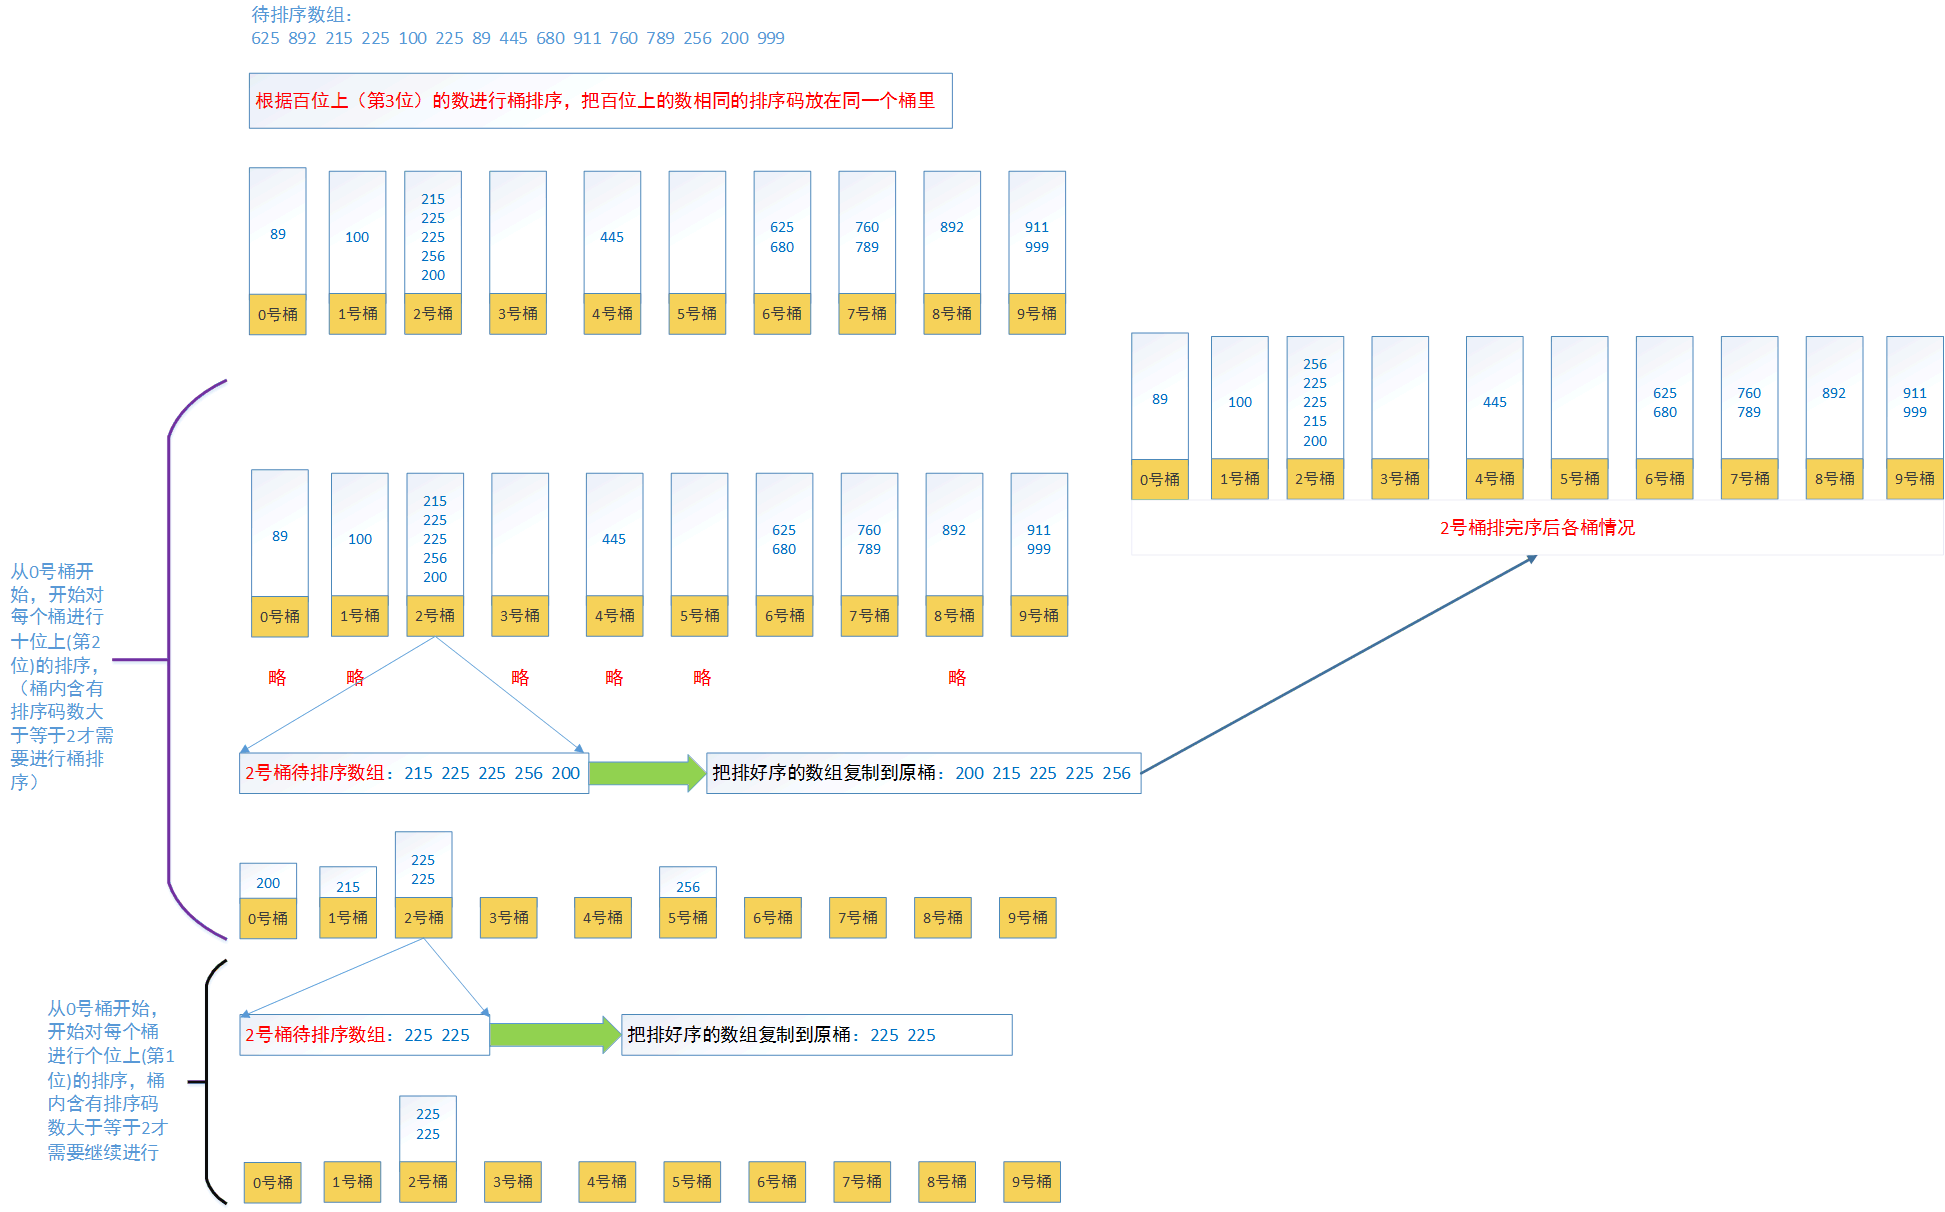 待排序数组：
625 892 215 225 100 225 89 445 680 911 760 789 256 200 999
根据百位上（第3位）的数进行桶排序，把百位上的数相同的排序码放在同一个桶里
89
100
215
225
225
256
200
445
625
680
760
789
892
911
999
0号桶 1号桶 2号桶 3号桶 4号桶 5号桶 6号桶 7号桶 8号桶 9号桶
89
100
256
225
225
215
200
445
625
680
760
789
892
911
999
0号桶 1号桶 2号桶 3号桶 4号桶 5号桶 6号桶 7号桶 8号桶 9号桶
2号桶排完序后各桶情况
从0号桶开
始，开始对
每个桶进行
十位上(第2
位)的排序，
（桶内含有
排序码数大
于等于2才需
要进行桶排
序）
89
100
215
225
225
256
200
445
625
680
760
789
892
911
999
0号桶 1号桶 2号桶 3号桶 4号桶 5号桶 6号桶 7号桶 8号桶 9号桶
略 略 略 略 略 略
2号桶待排序数组：215 225 225 256 200
把排好序的数组复制到原桶：200 215 225 225 256
200
215
225
225
256
0号桶 1号桶 2号桶 3号桶 4号桶 5号桶 6号桶 7号桶 8号桶 9号桶
从0号桶开始，
开始对每个桶
进行个位上(第1
位)的排序，桶
内含有排序码
数大于等于2才
需要继续进行
2号桶待排序数组：225 225
把排好序的数组复制到原桶：225 225
225
225
0号桶 1号桶 2号桶 3号桶 4号桶 5号桶 6号桶 7号桶 8号桶 9号桶